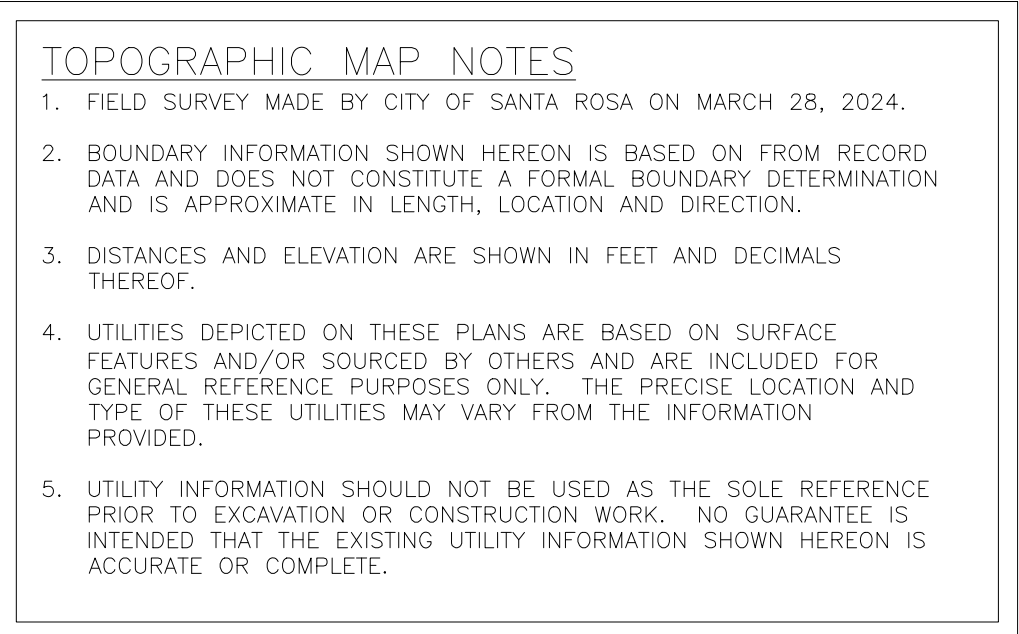 TOPOGRAPHIC MAP NOTES
1. FIELD SURVEY MADE BY CITY OF SANTA ROSA ON MARCH 28, 2024.
2. BOUNDARY INFORMATION SHOWN HEREON IS BASED ON FROM RECORD
DATA AND DOES NOT CONSTITUTE A FORMAL BOUNDARY DETERMINATION
AND IS APPROXIMATE IN LENGTH, LOCATION AND DIRECTION.
3. DISTANCES AND ELEVATION ARE SHOWN IN FEET AND DECIMALS
THEREOF.
4. UTILITIES DEPICTED ON THESE PLANS ARE BASED ON SURFACE
FEATURES AND/OR SOURCED BY OTHERS AND ARE INCLUDED FOR
GENERAL REFERENCE PURPOSES ONLY. THE PRECISE LOCATION AND
TYPE OF THESE UTILITIES MAY VARY FROM THE INFORMATION
PROVIDED.
5. UTILITY INFORMATION SHOULD NOT BE USED AS THE SOLE REFERENCE
PRIOR TO EXCAVATION OR CONSTRUCTION WORK. NO GUARANTEE IS
INTENDED THAT THE EXISTING UTILITY INFORMATION SHOWN HEREON IS
ACCURATE OR COMPLETE.